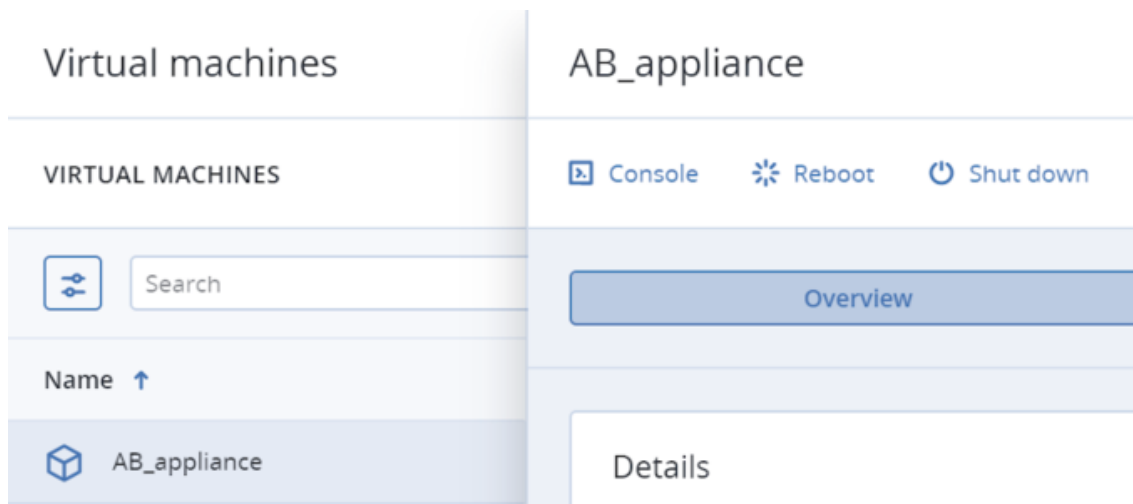 Virtual machines
VIRTUAL MACHINES
Search
Name
AB_appliance
AB_appliance
Console Reboot Shut down
Overview
Details